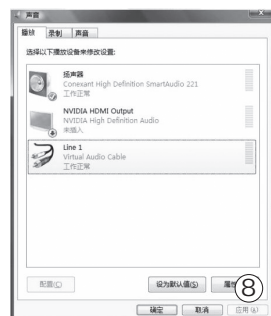 声音
播放 录制 声音
选择以下播放设备来修改设置:
扬声器
Conexant High Definition SmartAudio 221
工作正常
NVIDIA HDMI Output
NVIDIA High Definition Audio
未插入
Line 1
Virtual Audio Cable
工作正常
配置(C) 设为默认值(S) 属性
⑧
确定 取消 应用(A)